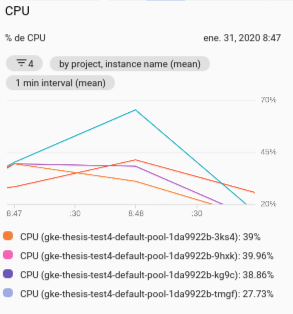 CPU
% de CPU ene. 31, 2020 8:47
4 by project, instance name (mean)
1 min interval (mean)
70%
45%
20%
8:47 :30 8:48 :30
CPU (gke-thesis-test4-default-pool-1da9922b-3ks4): 39%
CPU (gke-thesis-test4-default-pool-1da9922b-9hxk): 39.96%
CPU (gke-thesis-test4-default-pool-1da9922b-kg9c): 38.86%
CPU (gke-thesis-test4-default-pool-1da9922b-tmgf): 27.73%